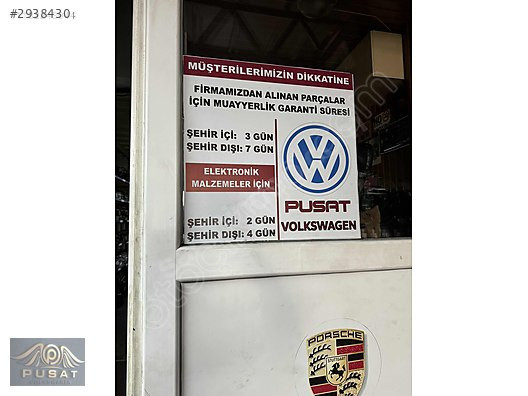 #2938430
MÜŞTERİLERİMİZİN DİKKATİNE
FİRMAMIZDAN ALINAN PARÇALAR
İÇİN MUAYYERLİK GARANTİ SÜRESİ
ŞEHİR İÇİ: 3 GÜN
ŞEHİR DIŞI: 7 GÜN
ELEKTRONİK
MALZEMELER İÇİN
ŞEHİR İÇİ: 2 GÜN
ŞEHİR DIŞI: 4 GÜN
VW
PUSAT
VOLKSWAGEN
PORSCHE
STUTTGART
PUSAT